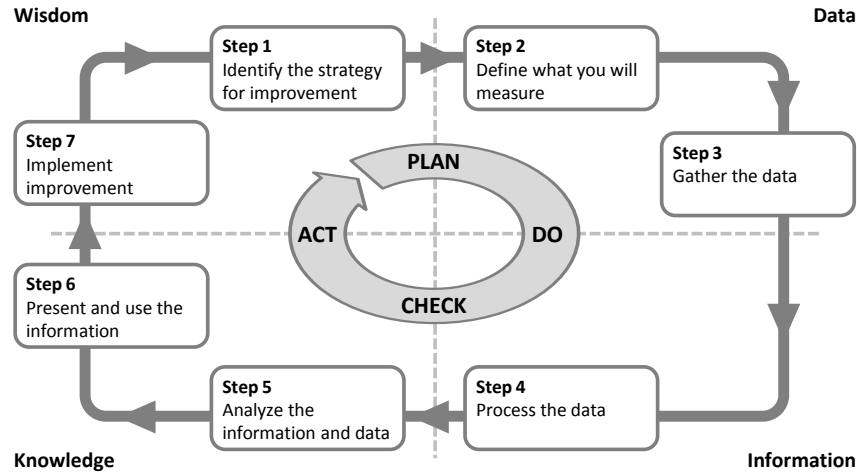 Wisdom
Data
Step 1
Identify the strategy
for improvement
Step 2
Define what you will
measure
Step 3
Gather the data
Step 7
Implement
improvement
PLAN
ACT
DO
CHECK
Step 6
Present and use the
information
Step 5
Analyze the
information and data
Step 4
Process the data
Knowledge
Information